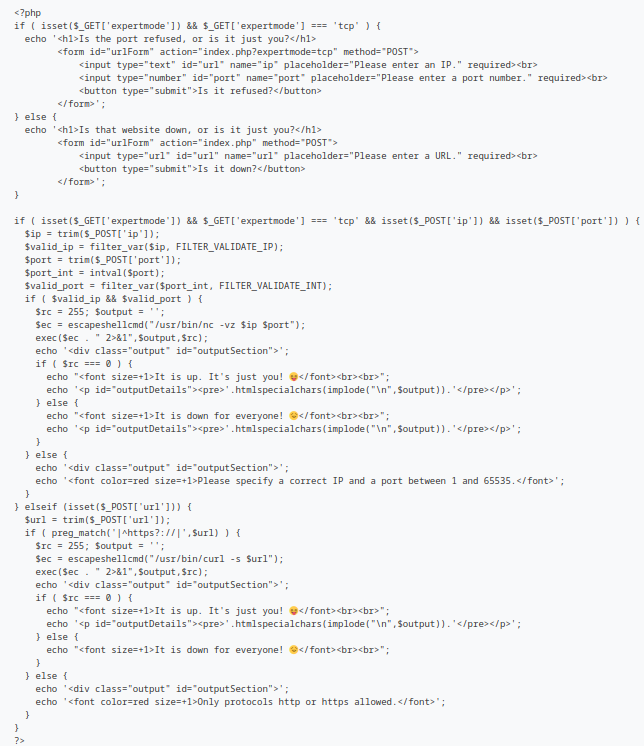 <?php
if ( isset($_GET['expertmode']) && $_GET['expertmode'] === 'tcp' ) {
  echo '<h1>Is the port refused, or is it just you?</h1>
        <form id="urlForm" action="index.php?expertmode=tcp" method="POST">
            <input type="text" id="url" name="ip" placeholder="Please enter an IP." required><br>
            <input type="number" id="port" name="port" placeholder="Please enter a port number." required><br>
            <button type="submit">Is it refused?</button>
        </form>';
} else {
  echo '<h1>Is that website down, or is it just you?</h1>
        <form id="urlForm" action="index.php" method="POST">
            <input type="url" id="url" name="url" placeholder="Please enter a URL." required><br>
            <button type="submit">Is it down?</button>
        </form>';
}

if ( isset($_GET['expertmode']) && $_GET['expertmode'] === 'tcp' && isset($_POST['ip']) && isset($_POST['port']) ) {
  $ip = trim($_POST['ip']);
  $valid_ip = filter_var($ip, FILTER_VALIDATE_IP);
  $port = trim($_POST['port']);
  $port_int = intval($port);
  $valid_port = filter_var($port_int, FILTER_VALIDATE_INT);
  if ( $valid_ip && $valid_port ) {
    $rc = 255; $output = '';
    $ec = escapeshellcmd("/usr/bin/nc -vz $ip $port");
    exec($ec . " 2>&1",$output,$rc);
    echo '<div class="output" id="outputSection">';
    if ( $rc === 0 ) {
      echo "<font size=+1>It is up. It's just you! 😝</font><br><br>";
      echo '<p id="outputDetails"><pre>'.htmlspecialchars(implode("\n",$output)).'</pre></p>';
    } else {
      echo "<font size=+1>It is down for everyone! 😔</font><br><br>";
      echo '<p id="outputDetails"><pre>'.htmlspecialchars(implode("\n",$output)).'</pre></p>';
    }
  } else {
    echo '<div class="output" id="outputSection">';
    echo '<font color=red size=+1>Please specify a correct IP and a port between 1 and 65535.</font>';
  }
} elseif (isset($_POST['url'])) {
  $url = trim($_POST['url']);
  if ( preg_match('|^https?://|',$url) ) {
    $rc = 255; $output = '';
    $ec = escapeshellcmd("/usr/bin/curl -s $url");
    exec($ec . " 2>&1",$output,$rc);
    echo '<div class="output" id="outputSection">';
    if ( $rc === 0 ) {
      echo "<font size=+1>It is up. It's just you! 😝</font><br><br>";
      echo '<p id="outputDetails"><pre>'.htmlspecialchars(implode("\n",$output)).'</pre></p>';
    } else {
      echo "<font size=+1>It is down for everyone! 😔</font><br><br>";
    }
  } else {
    echo '<div class="output" id="outputSection">';
    echo '<font color=red size=+1>Only protocols http or https allowed.</font>';
  }
}
?>